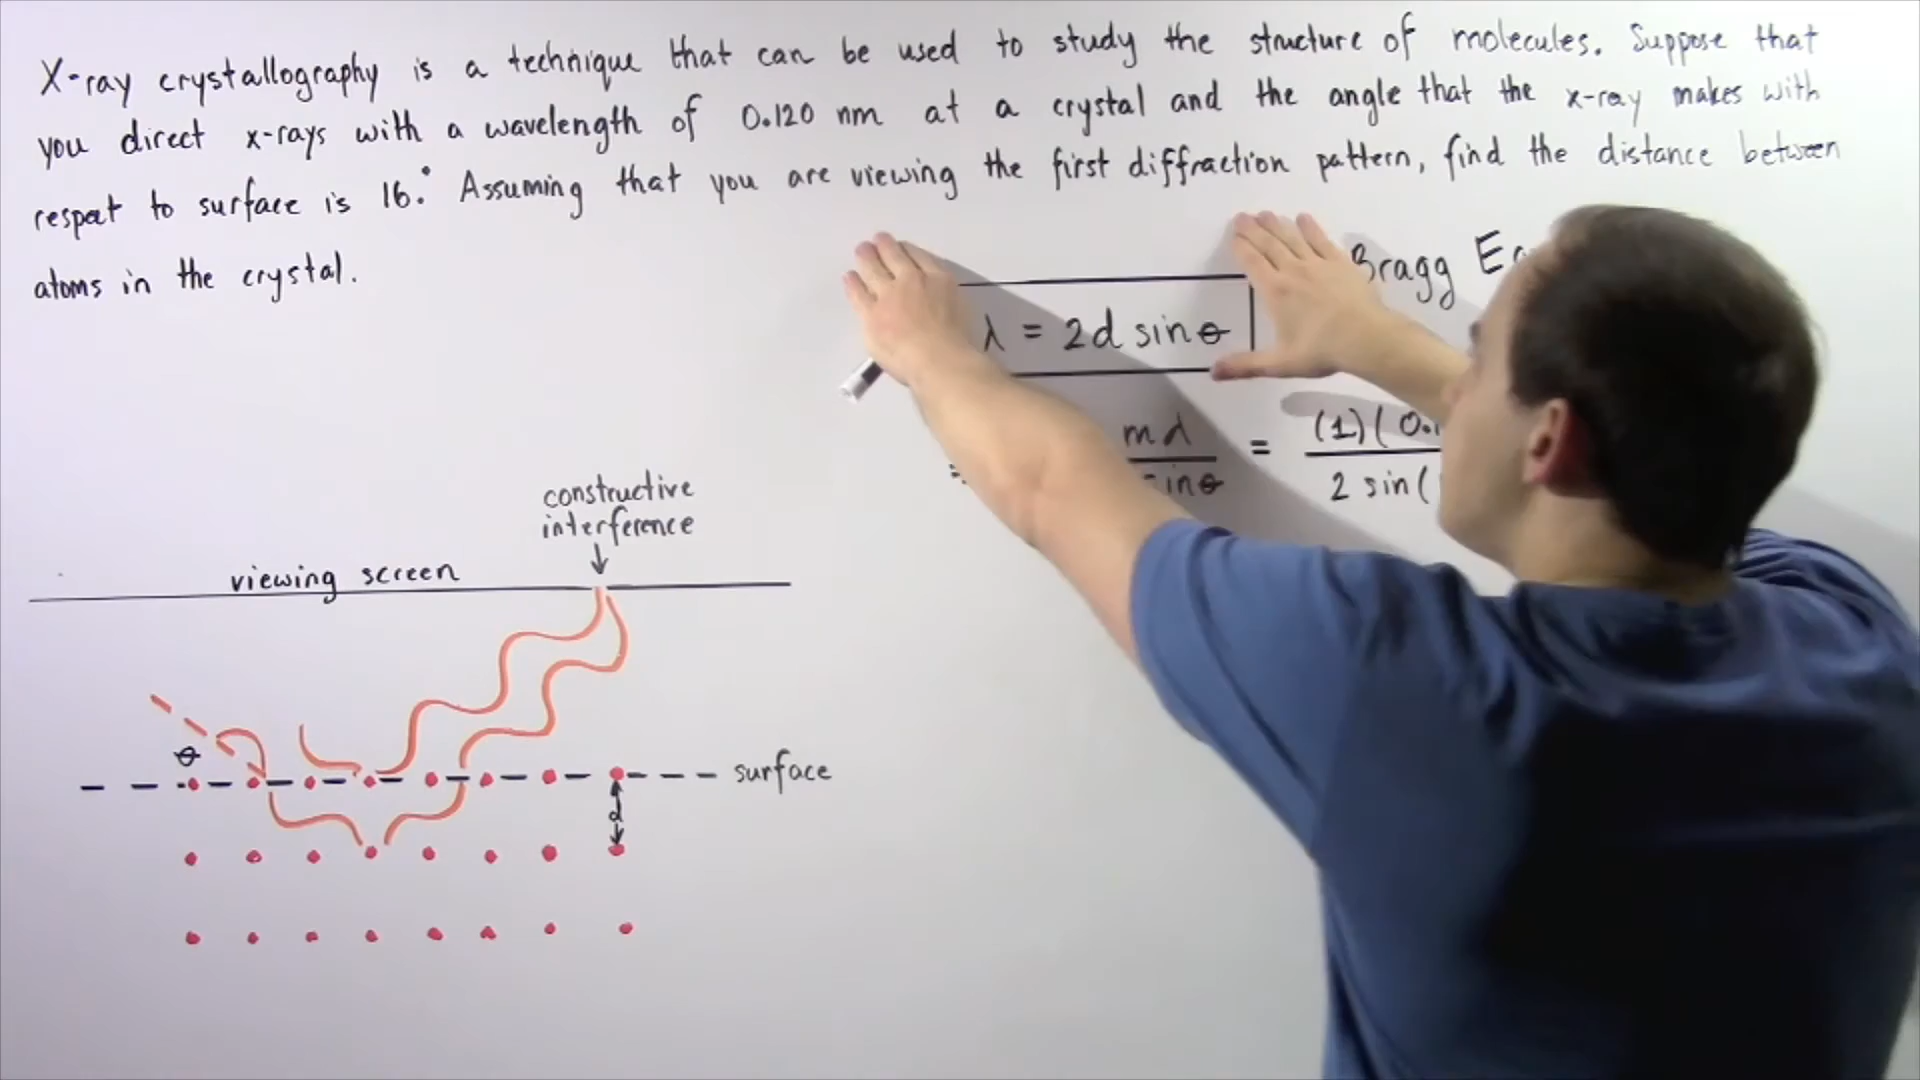 X-ray crystallography is a technique that can be used to study the structure of molecules. Suppose that
you direct x-rays with a wavelength of 0.120 nm at a crystal and the angle that the x-ray makes with
respect to surface is 16°. Assuming that you are viewing the first diffraction pattern, find the distance between
atoms in the crystal.
Bragg
λ = 2d sinθ
mλ = (1)(0.1
sinθ 2 sin(
constructive
interference
viewing screen
θ
surface
d